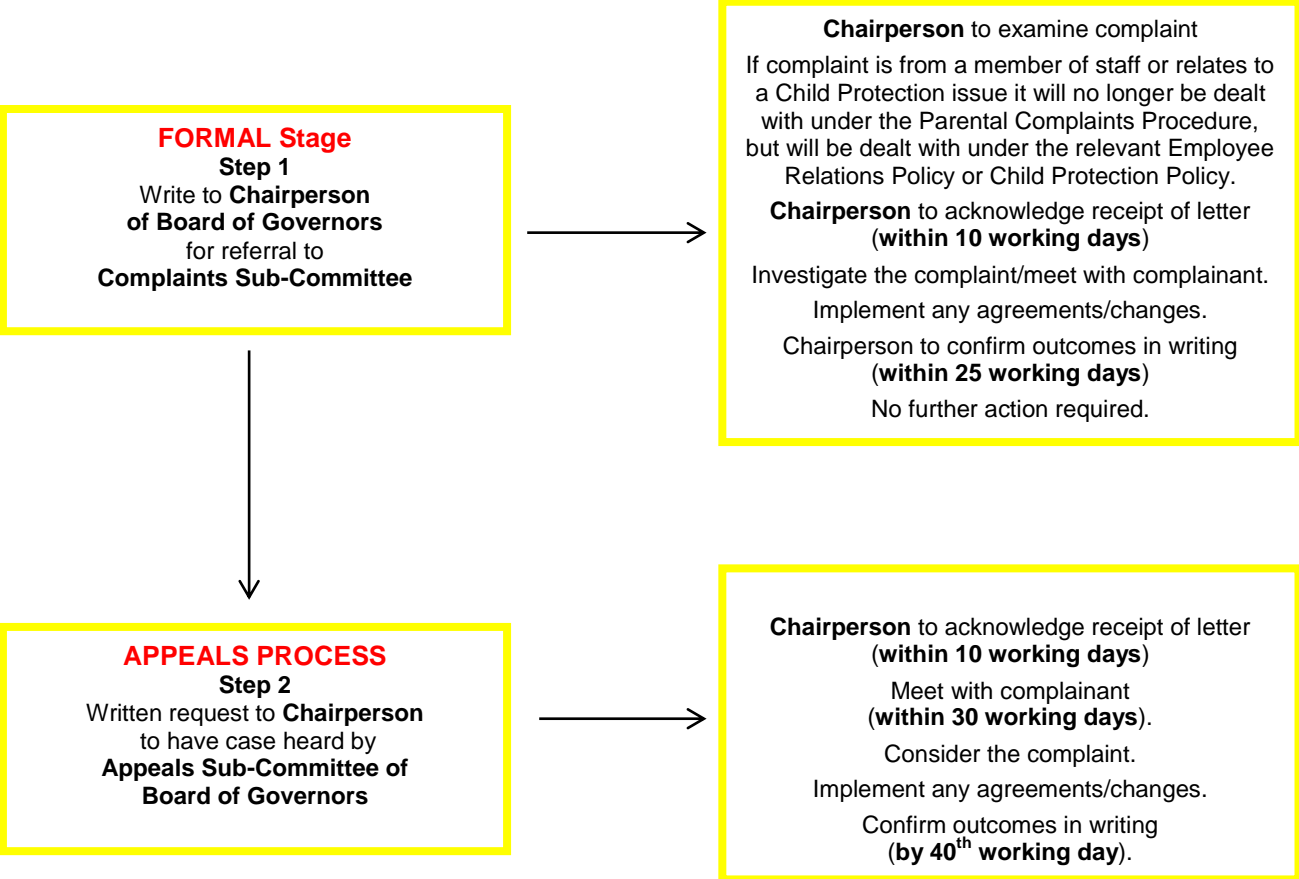 FORMAL Stage
Step 1
Write to Chairperson
of Board of Governors
for referral to
Complaints Sub-Committee
Chairperson to examine complaint
If complaint is from a member of staff or relates to
a Child Protection issue it will no longer be dealt
with under the Parental Complaints Procedure,
but will be dealt with under the relevant Employee
Relations Policy or Child Protection Policy.
Chairperson to acknowledge receipt of letter
(within 10 working days)
Investigate the complaint/meet with complainant.
Implement any agreements/changes.
Chairperson to confirm outcomes in writing
(within 25 working days)
No further action required.
APPEALS PROCESS
Step 2
Written request to Chairperson
to have case heard by
Appeals Sub-Committee of
Board of Governors
Chairperson to acknowledge receipt of letter
(within 10 working days)
Meet with complainant
(within 30 working days).
Consider the complaint.
Implement any agreements/changes.
Confirm outcomes in writing
(by 40th working day).